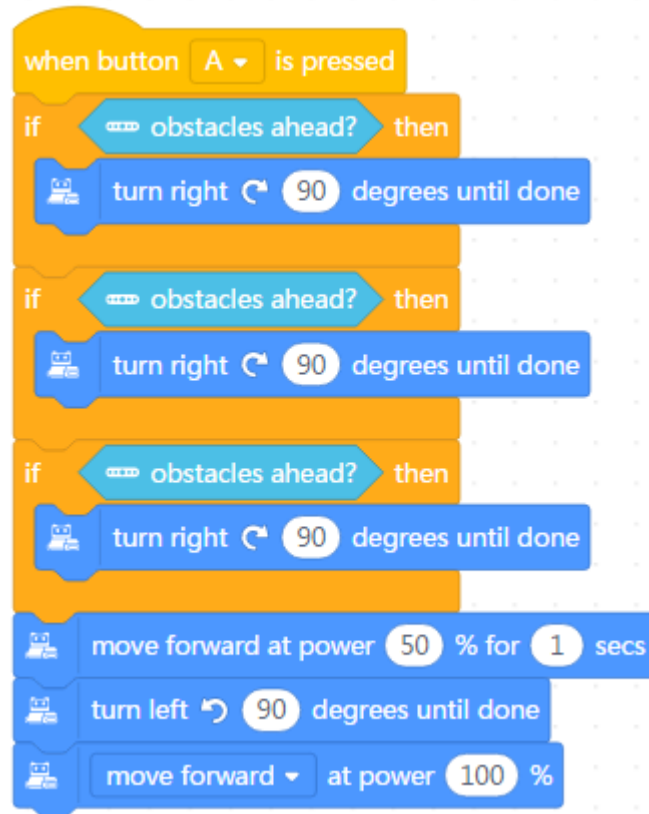 when button A is pressed
if obstacles ahead? then
turn right 90 degrees until done
if obstacles ahead? then
turn right 90 degrees until done
if obstacles ahead? then
turn right 90 degrees until done
move forward at power 50 % for 1 secs
turn left 90 degrees until done
move forward at power 100 %